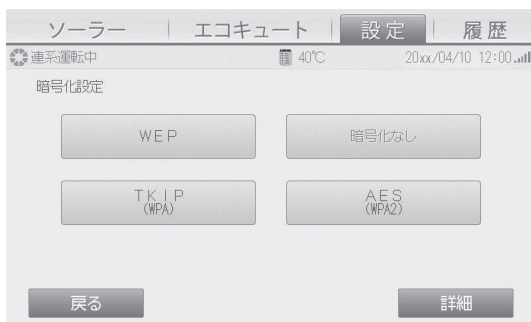 ソーラー エコキュート 設定 履歴
連系運転中 40℃ 20xx/04/10 12:00
暗号化設定
WEP 暗号化なし
TKIP AES
(WPA) (WPA2)
戻る 詳細